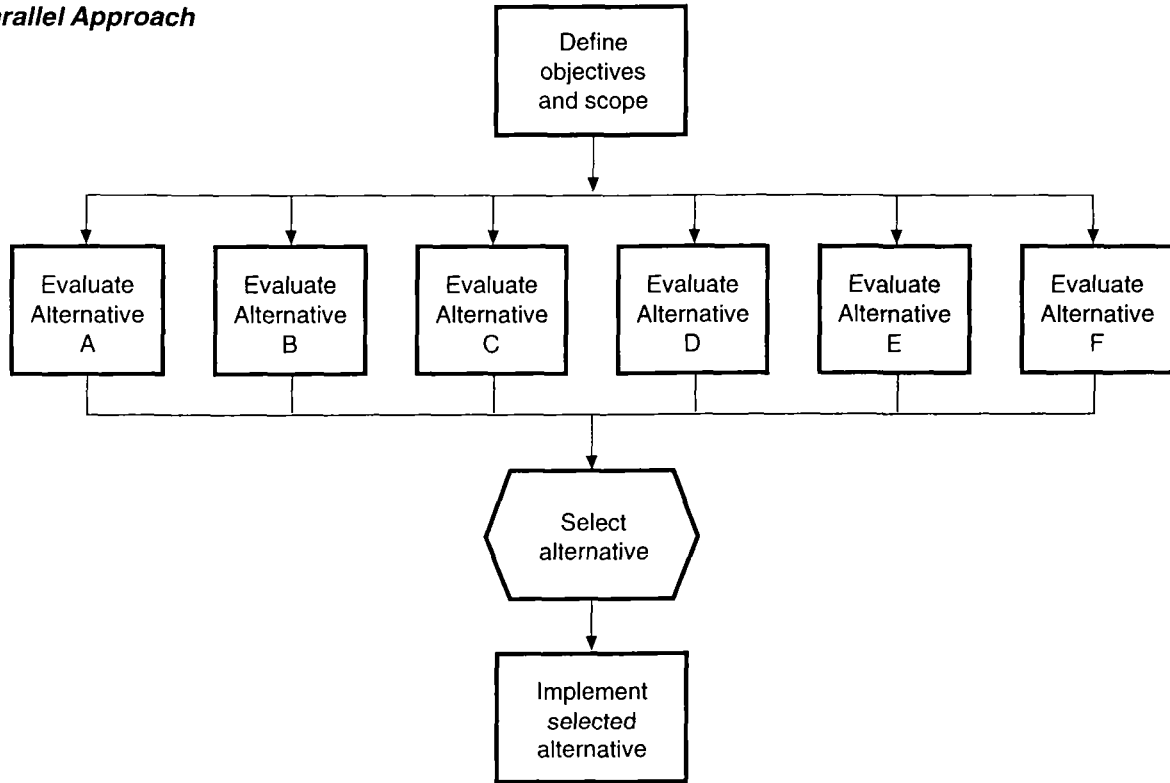 arallel Approach
Define
objectives
and scope
Evaluate
Alternative
A
Evaluate
Alternative
B
Evaluate
Alternative
C
Evaluate
Alternative
D
Evaluate
Alternative
E
Evaluate
Alternative
F
Select
alternative
Implement
selected
alternative